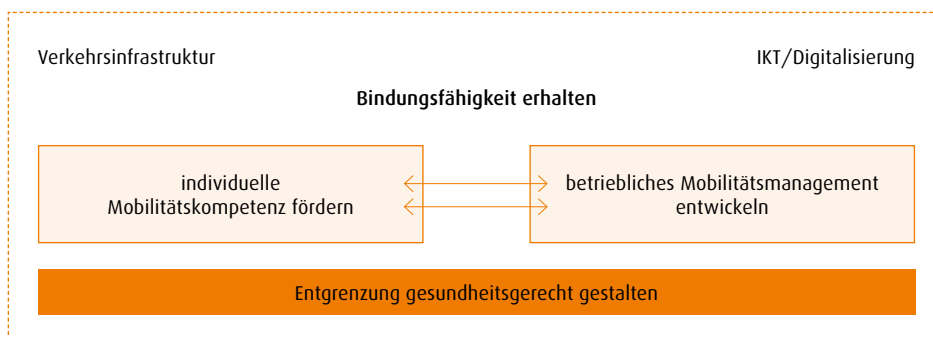 Verkehrsinfrastruktur
IKT/Digitalisierung
Bindungsfähigkeit erhalten
individuelle
Mobilitätskompetenz fördern
betriebliches Mobilitätsmanagement
entwickeln
Entgrenzung gesundheitsgerecht gestalten